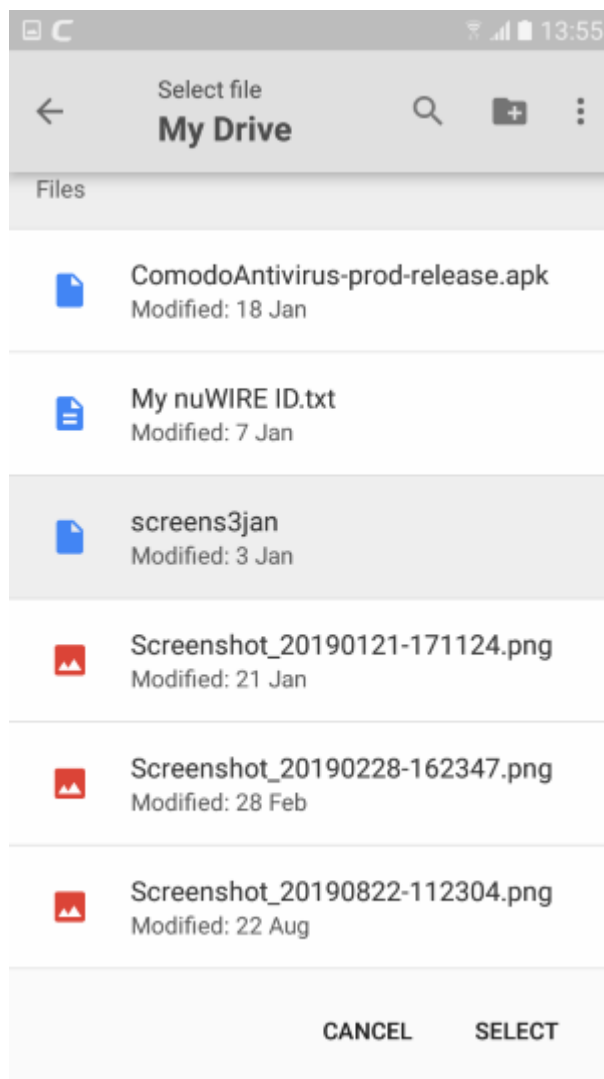 C 13:55
Select file
My Drive
Files
ComodoAntivirus-prod-release.apk
Modified: 18 Jan
My nuWIRE ID.txt
Modified: 7 Jan
screens3jan
Modified: 3 Jan
Screenshot_20190121-171124.png
Modified: 21 Jan
Screenshot_20190228-162347.png
Modified: 28 Feb
Screenshot_20190822-112304.png
Modified: 22 Aug
CANCEL SELECT